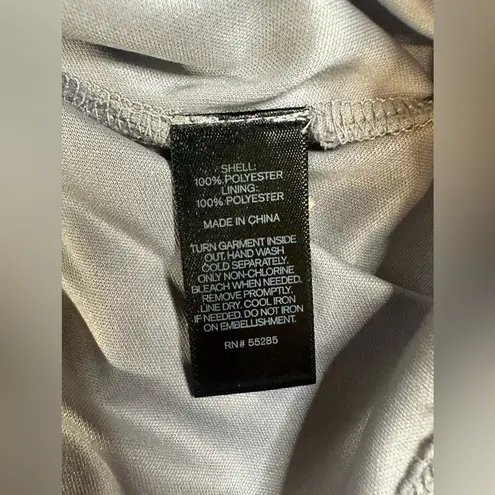 SHELL:
100% POLYESTER
LINING:
100% POLYESTER
MADE IN CHINA
TURN GARMENT INSIDE
OUT. HAND WASH
COLD SEPARATELY.
ONLY NON-CHLORINE
BLEACH WHEN NEEDED.
REMOVE PROMPTLY.
LINE DRY. COOL IRON
IF NEEDED. DO NOT IRON
ON EMBELLISHMENT.
RN# 55285